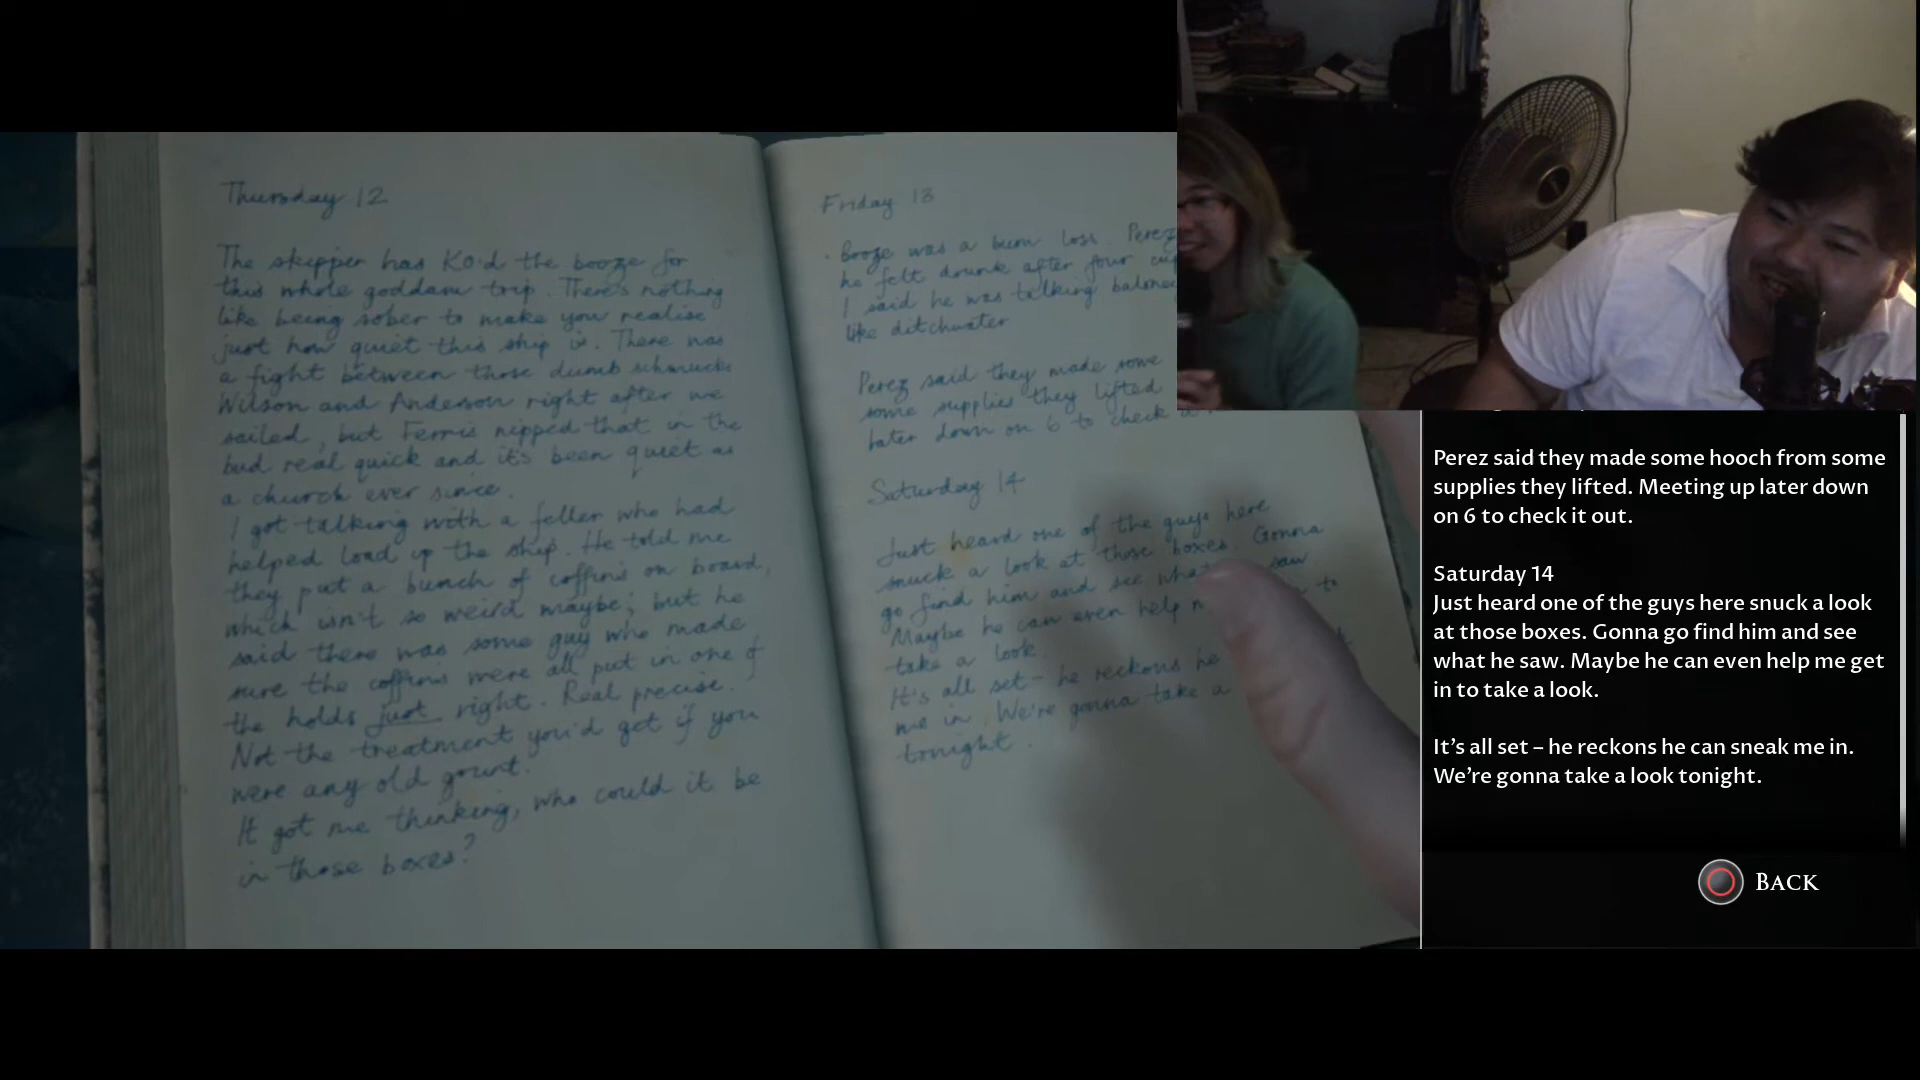 Thursday 12
The skipper has KO'd the booze for
this whole goddam trip. There's nothing
like being sober to make you realise
just how quiet this ship is. There was
a fight between those dumb schmucks
Wilson and Anderson right after we
sailed, but Ferris nipped that in the
bud real quick and it's been quiet as
a church ever since.
I got talking with a feller who had
helped load up the ship. He told me
they put a bunch of coffins on board,
which isn't so weird maybe; but he
said there was some guy who made
sure the coffins were all put in one of
the holds just right. Real precise.
Not the treatment you'd get if you
were any old grunt.
It got me thinking, who could it be
in those boxes?
Friday 13
Booze was a bum loss. Perez
he felt drunk after four
I said he was talking baloney
like ditchwater
Perez said they made some
some supplies they lifted
later down on 6 to check
Saturday 14
Just heard one of the guys here
snuck a look at those boxes. Gonna
go find him and see what saw
Maybe he can even help to
take a look.
It's all set - he reckons he
me in. We're gonna take a
tonight.
Perez said they made some hooch from some
supplies they lifted. Meeting up later down
on 6 to check it out.
Saturday 14
Just heard one of the guys here snuck a look
at those boxes. Gonna go find him and see
what he saw. Maybe he can even help me get
in to take a look.
It's all set – he reckons he can sneak me in.
We're gonna take a look tonight.
BACK